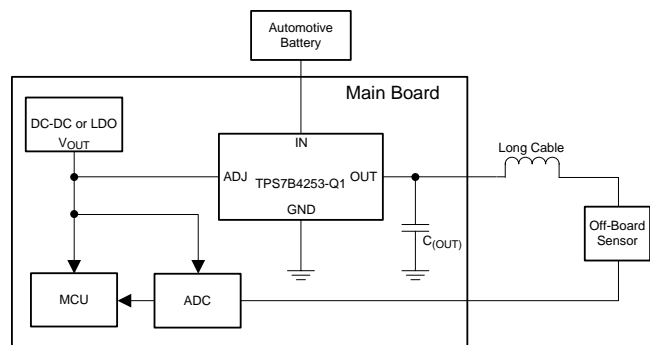 Automotive
Battery
Main Board
DC-DC or LDO
VOUT
IN
ADJ
TPS7B4253-Q1
OUT
GND
Long Cable
C(OUT)
Off-Board
Sensor
MCU
ADC